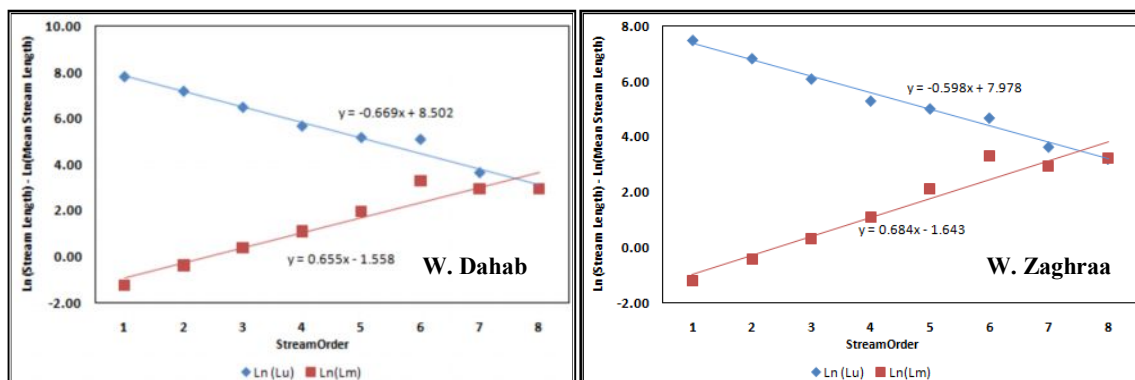 10.00
8.00
6.00
4.00
2.00
0.00
-2.00
Ln (Stream Length) - Ln(Mean Stream Length)
y = -0.669x + 8.502
y = 0.655x - 1.558
W. Dahab
1 2 3 4 5 6 7 8
StreamOrder
Ln (Lu) Ln(Lm)
8.00
6.00
4.00
2.00
0.00
-2.00
Ln (Stream Length) - Ln(Mean Stream Length)
y = -0.598x + 7.978
y = 0.684x - 1.643
W. Zaghraa
1 2 3 4 5 6 7 8
StreamOrder
Ln (Lu) Ln(Lm)